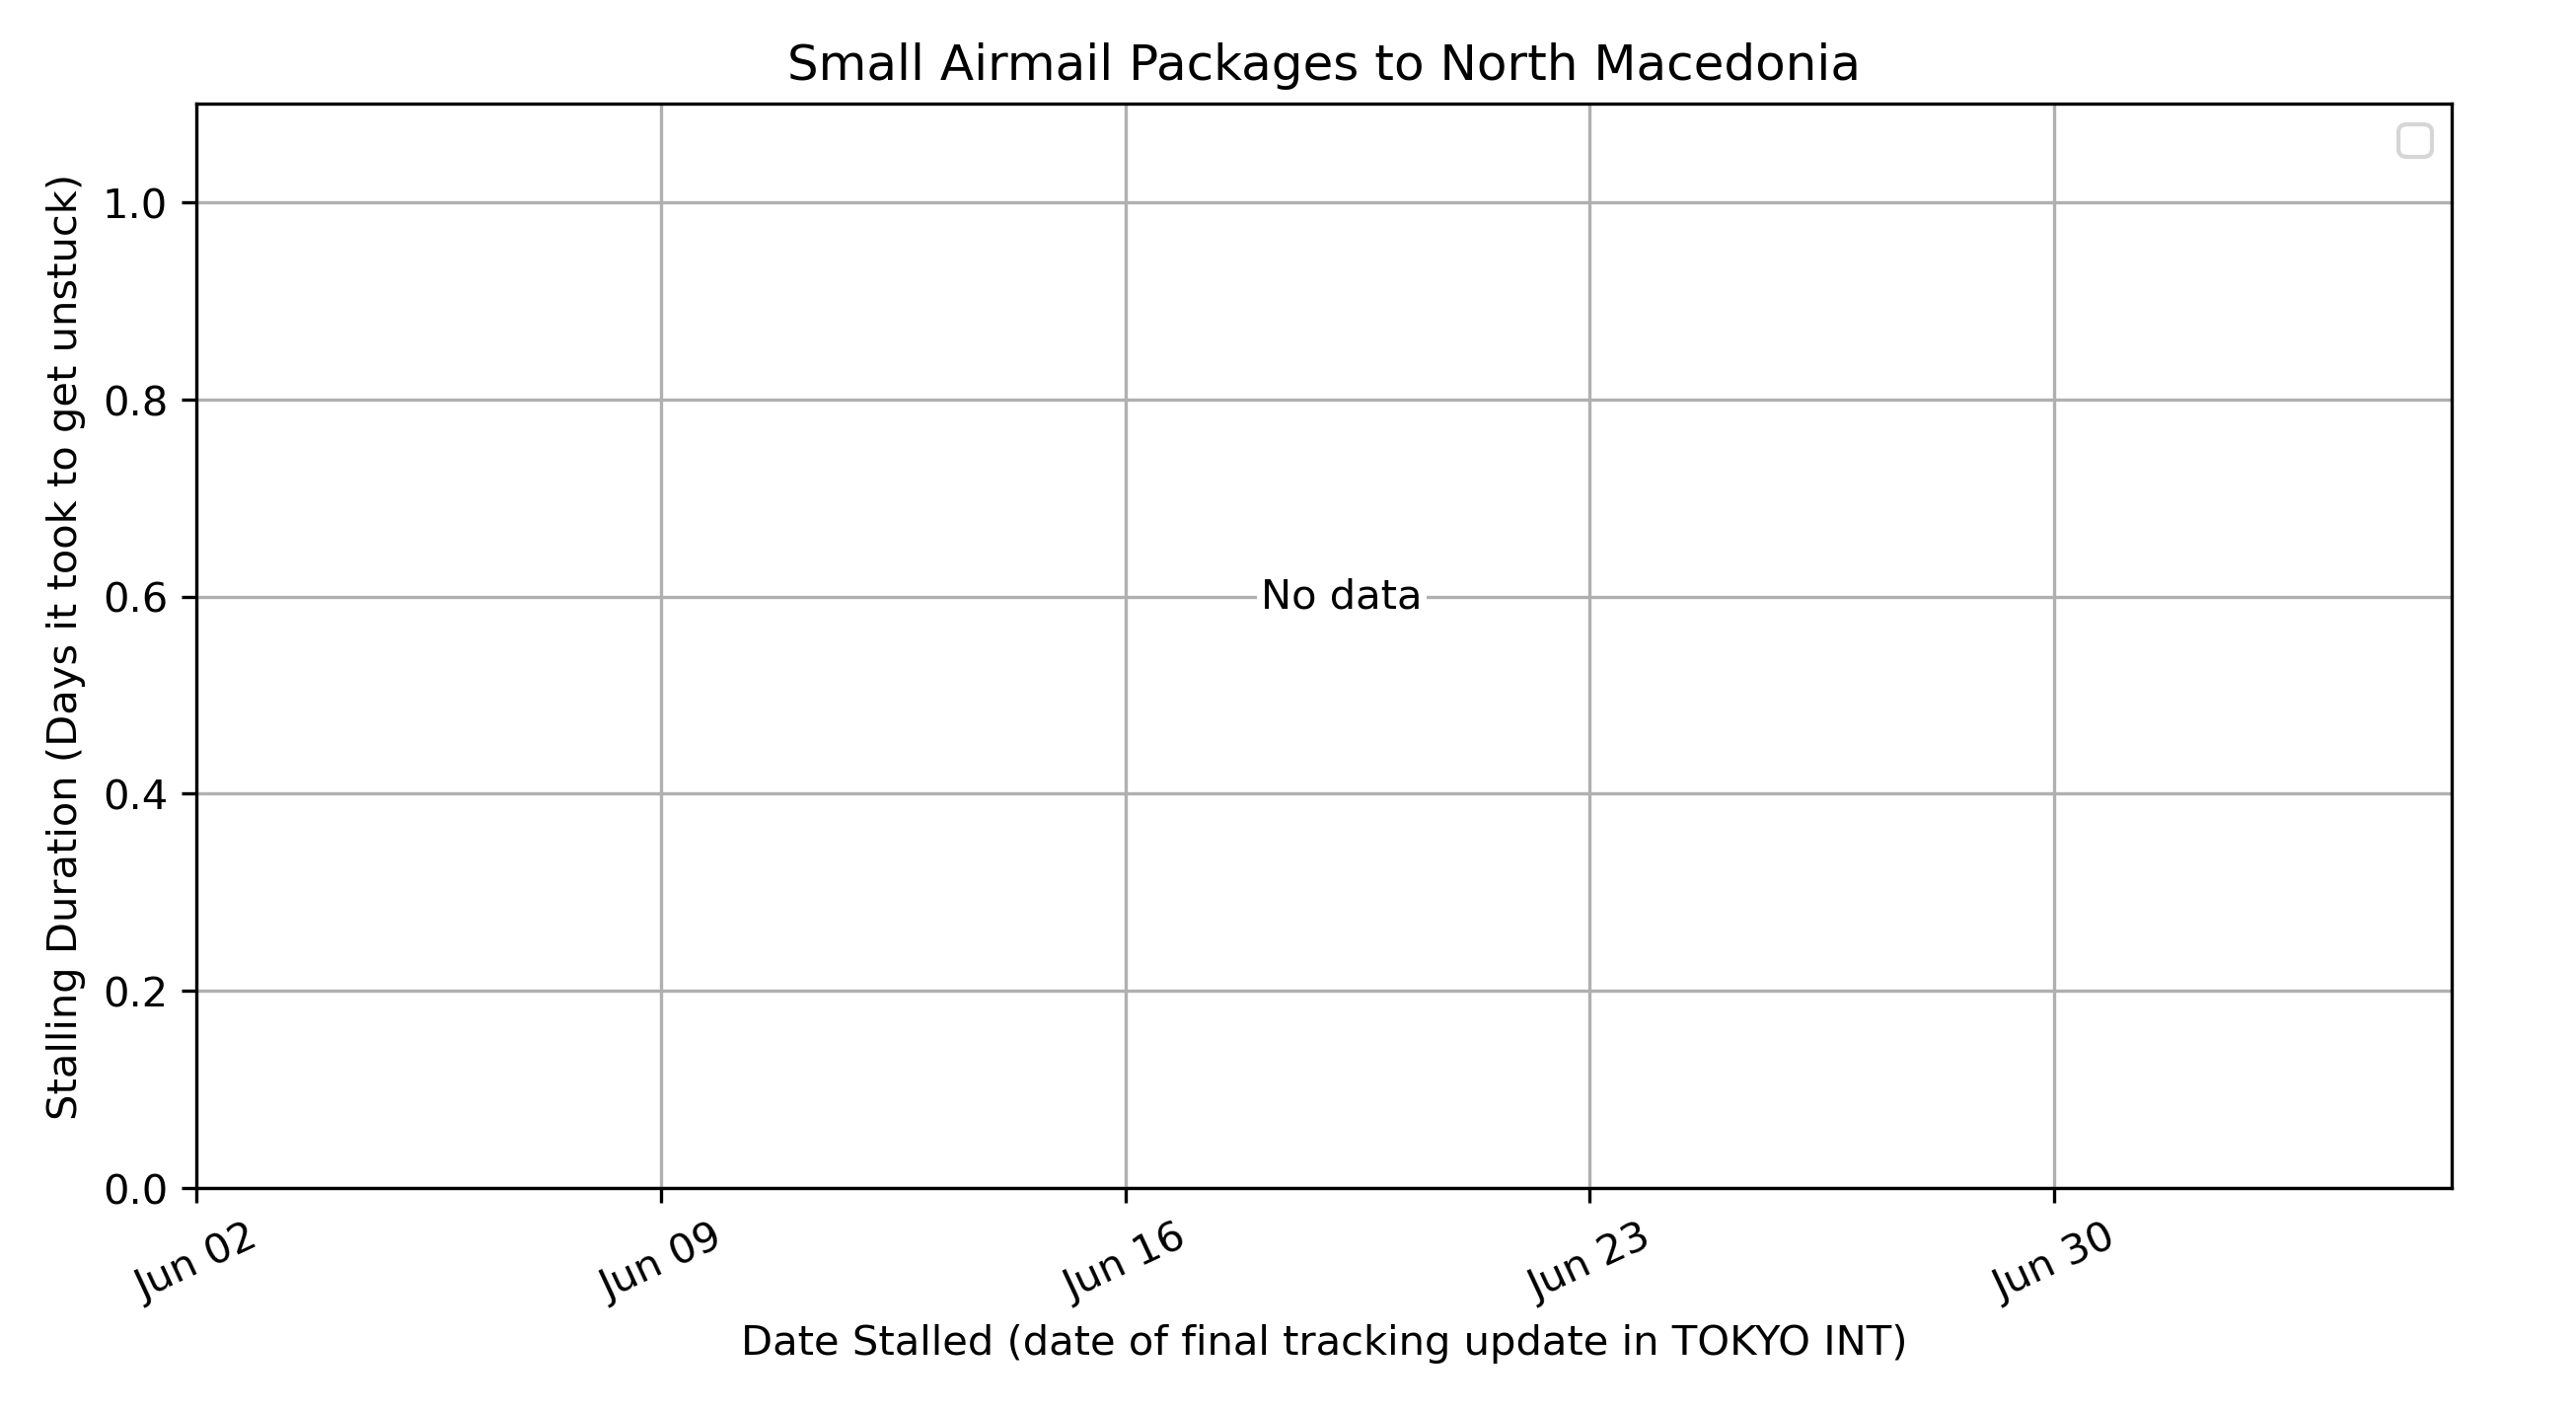 Small Airmail Packages to North Macedonia
Stalling Duration (Days it took to get unstuck)
1.0
0.8
0.6
0.4
0.2
0.0
No data
Jun 02
Jun 09
Jun 16
Jun 23
Jun 30
Date Stalled (date of final tracking update in TOKYO INT)